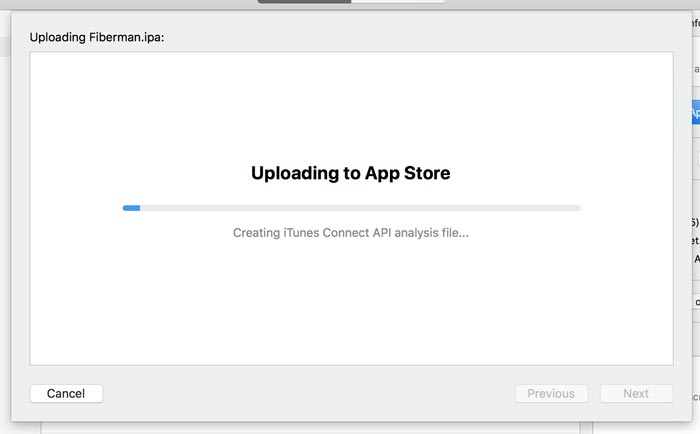 Uploading Fiberman.ipa:
Uploading to App Store
Creating iTunes Connect API analysis file...
Cancel
Previous
Next